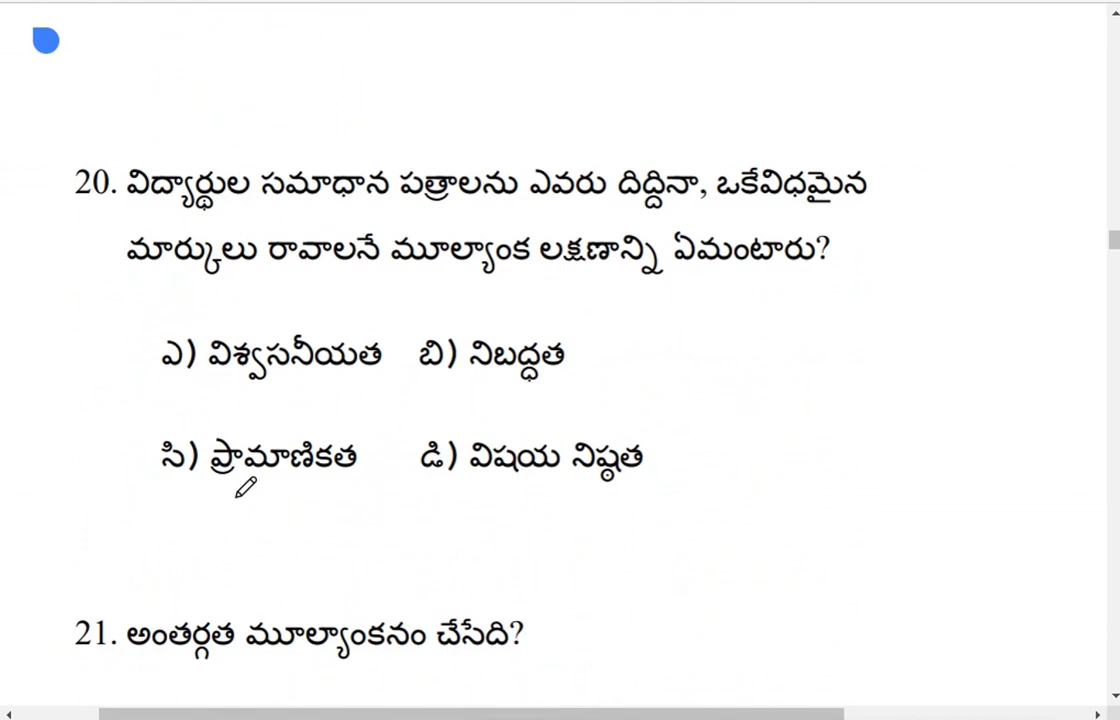 20. విద్యార్థుల సమాధాన పత్రాలను ఎవరు దిద్దినా, ఒకేవిధమైన
మార్కులు రావాలనే మూల్యాంక లక్షణాన్ని ఏమంటారు?
ఎ) విశ్వసనీయత బి) నిబద్ధత
సి) ప్రామాణికత డి) విషయ నిష్ఠత
21. అంతర్గత మూల్యాంకనం చేసేది?